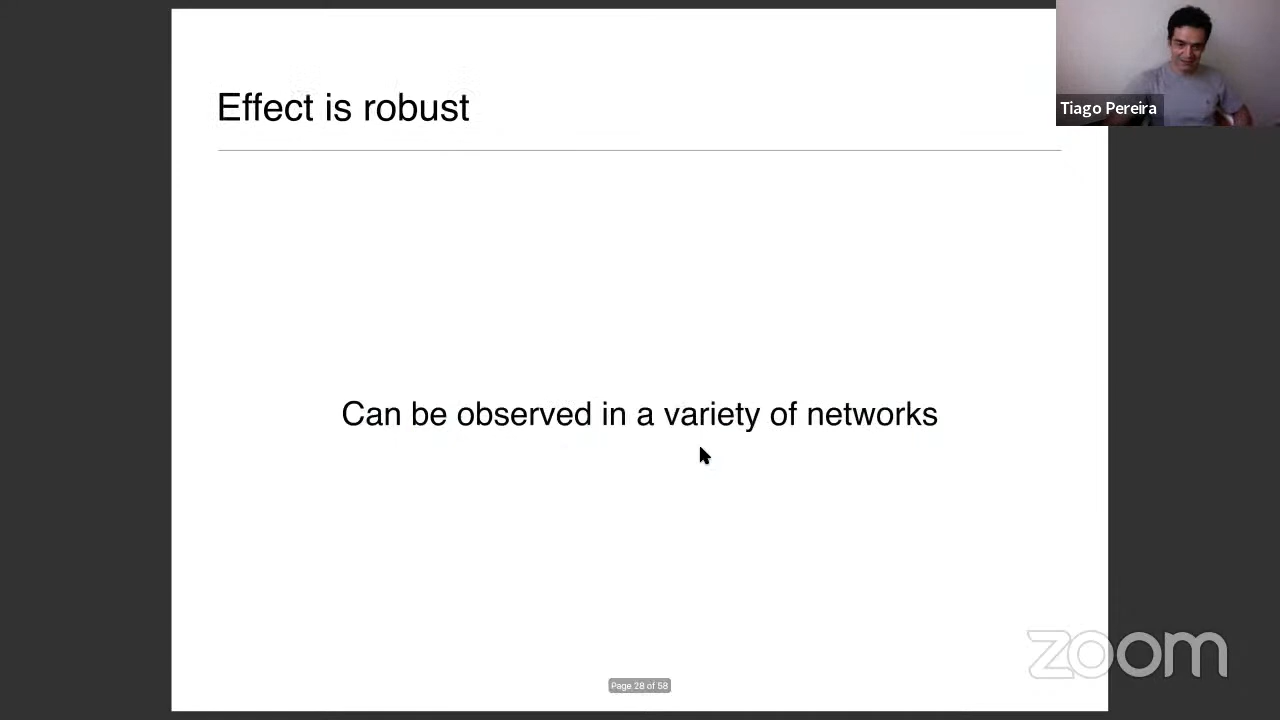 Effect is robust
Tiago Pereira
Can be observed in a variety of networks
zoom
Page 28 of 58